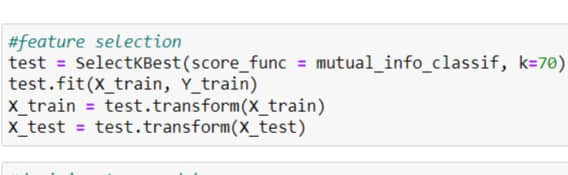 #feature selection
test = SelectKBest(score_func = mutual_info_classif, k=70)
test.fit(X_train, Y_train)
X_train = test.transform(X_train)
X_test = test.transform(X_test)